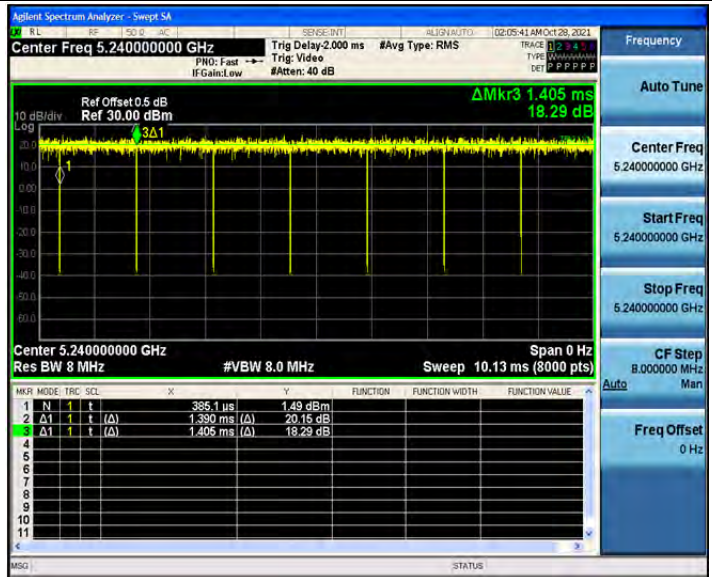 Agilent Spectrum Analyzer - Swept SA
RL RF 50 Ω AC SENSE:INT ALIGN AUTO 02:05:41 AM Oct 28, 2021
Center Freq 5.240000000 GHz
Trig Delay-2.000 ms #Avg Type: RMS
TRACE 1 2 3 4 5 6
PNO: Fast Trig: Video
TYPE
IFGain:Low #Atten: 40 dB
DET P P P P P P
Frequency
Auto Tune
Center Freq
5.240000000 GHz
Start Freq
5.240000000 GHz
Stop Freq
5.240000000 GHz
CF Step
8.000000 MHz
Auto Man
Freq Offset
0 Hz
ΔMkr3 1.405 ms
18.29 dB
Ref Offset 0.5 dB
10 dB/div Ref 30.00 dBm
Log
20.0
10.0
0.00
-10.0
-20.0
-30.0
-40.0
-50.0
-60.0
3Δ1
1
Center 5.240000000 GHz Span 0 Hz
Res BW 8 MHz #VBW 8.0 MHz Sweep 10.13 ms (8000 pts)
MKR MODE TRC SCL X Y FUNCTION FUNCTION WIDTH FUNCTION VALUE
1 N 1 t 385.1 us 1.49 dBm
2 Δ1 1 t (Δ) 1.390 ms (Δ) 20.15 dB
3 Δ1 1 t (Δ) 1.405 ms (Δ) 18.29 dB
4
5
6
7
8
9
10
11
MSG STATUS